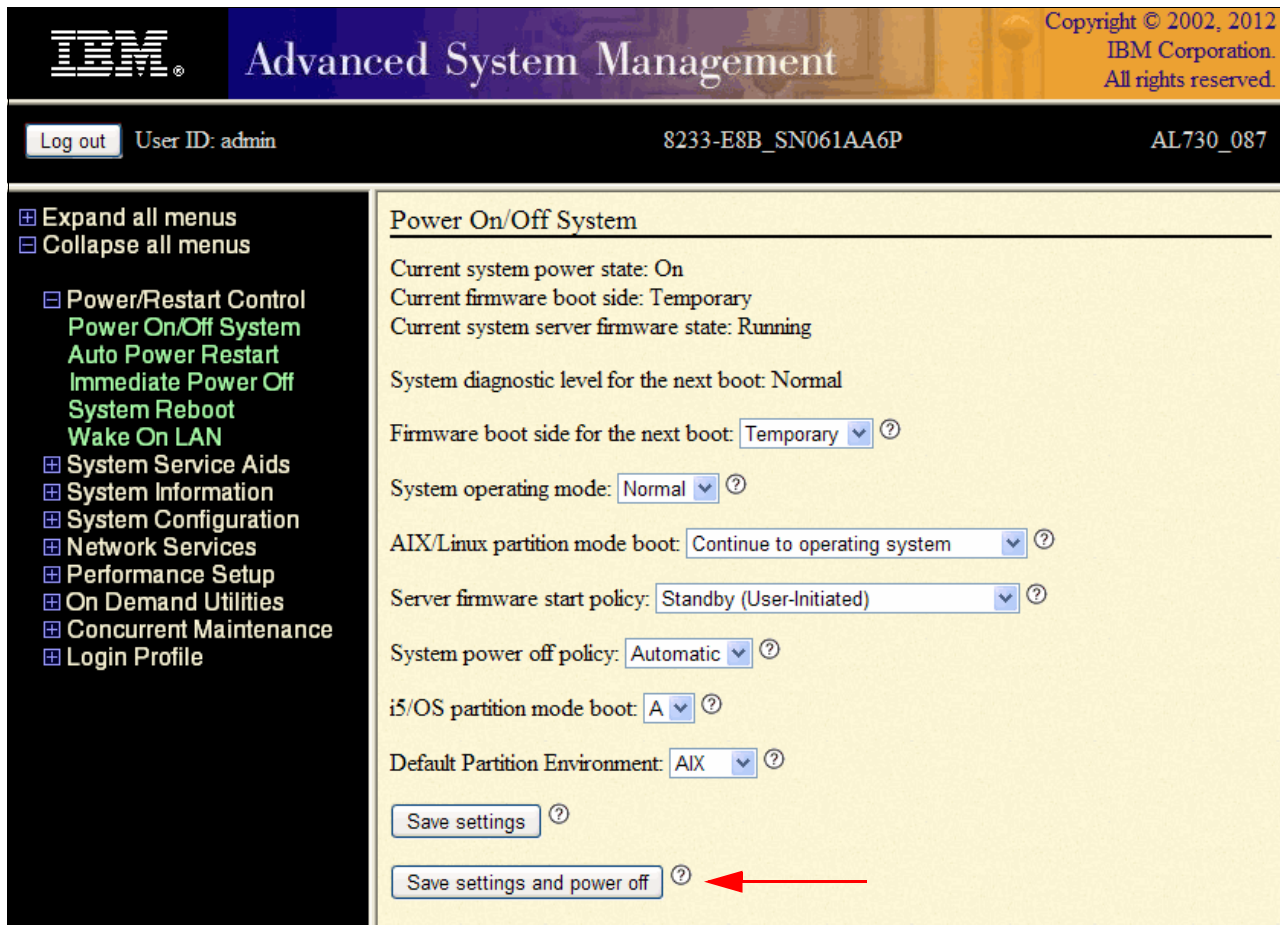 IBM®
Advanced System Management
Copyright © 2002, 2012
IBM Corporation.
All rights reserved.
Log out User ID: admin 8233-E8B_SN061AA6P AL730_087
Expand all menus
Collapse all menus
Power/Restart Control
Power On/Off System
Auto Power Restart
Immediate Power Off
System Reboot
Wake On LAN
System Service Aids
System Information
System Configuration
Network Services
Performance Setup
On Demand Utilities
Concurrent Maintenance
Login Profile
Power On/Off System
Current system power state: On
Current firmware boot side: Temporary
Current system server firmware state: Running
System diagnostic level for the next boot: Normal
Firmware boot side for the next boot: Temporary ?
System operating mode: Normal ?
AIX/Linux partition mode boot: Continue to operating system ?
Server firmware start policy: Standby (User-Initiated) ?
System power off policy: Automatic ?
i5/OS partition mode boot: A ?
Default Partition Environment: AIX ?
Save settings ?
Save settings and power off ?